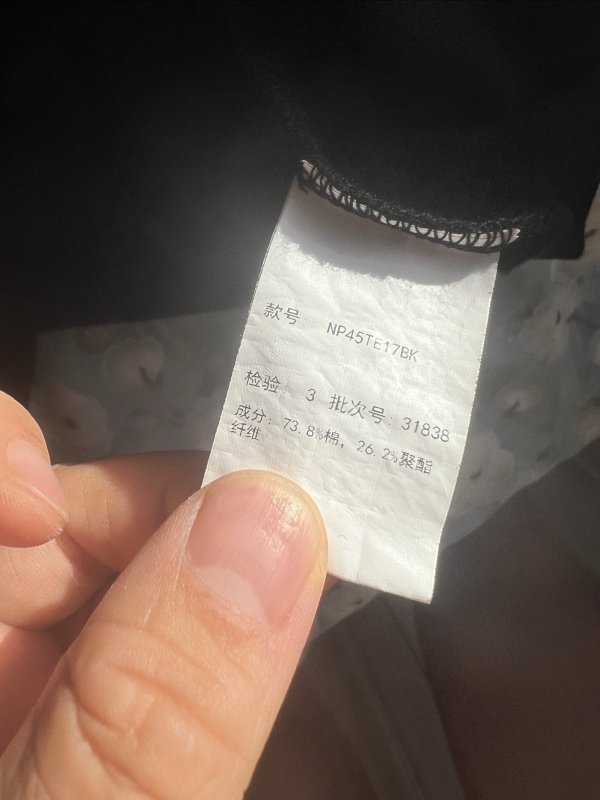 款号: NP45TE17BK
检验: 3 批次号: 31838
成分: 73.8%棉, 26.2%聚酯
纤维